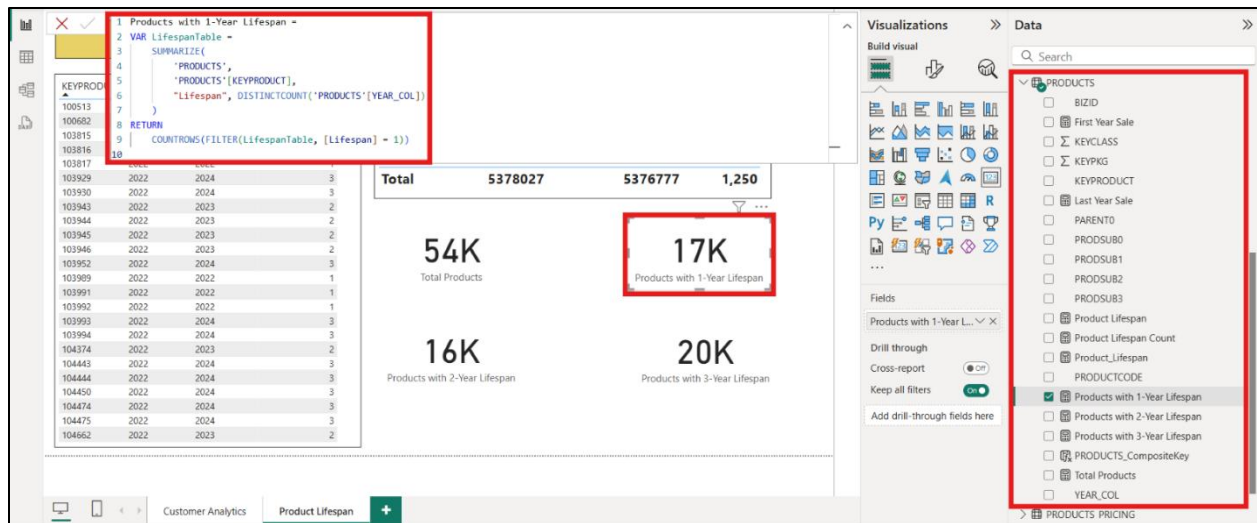 1 Products with 1-Year Lifespan =
2 VAR LifespanTable =
3 SUMMARIZE(
4 'PRODUCTS',
5 'PRODUCTS'[KEYPRODUCT],
6 "Lifespan", DISTINCTCOUNT('PRODUCTS'[YEAR_COL])
7 )
8 RETURN
9 COUNTROWS(FILTER(LifespanTable, [Lifespan] = 1))
10
KEYPROD
100513
100682
103815
103816
103817 2022 2022 1
103929 2022 2024 3
103930 2022 2024 3
103943 2022 2023 2
103944 2022 2023 2
103945 2022 2023 2
103946 2022 2023 2
103952 2022 2024 3
103989 2022 2022 1
103991 2022 2022 1
103992 2022 2022 1
103993 2022 2024 3
103994 2022 2024 3
104374 2022 2023 2
104443 2022 2024 3
104444 2022 2024 3
104450 2022 2024 3
104474 2022 2024 3
104475 2022 2024 3
104662 2022 2023 2
Total 5378027 5376777 1,250
54K
Total Products
17K
Products with 1-Year Lifespan
16K
Products with 2-Year Lifespan
20K
Products with 3-Year Lifespan
Customer Analytics
Product Lifespan
Visualizations
Build visual
R
Py
123
Fields
Products with 1-Year L...
Drill through
Cross-report Off
Keep all filters On
Add drill-through fields here
Data
Search
PRODUCTS
BIZID
First Year Sale
KEYCLASS
KEYPKG
KEYPRODUCT
Last Year Sale
PARENT0
PRODSUB0
PRODSUB1
PRODSUB2
PRODSUB3
Product Lifespan
Product Lifespan Count
Product_Lifespan
PRODUCTCODE
Products with 1-Year Lifespan
Products with 2-Year Lifespan
Products with 3-Year Lifespan
PRODUCTS_CompositeKey
Total Products
YEAR_COL
PRODUCTS PRICING